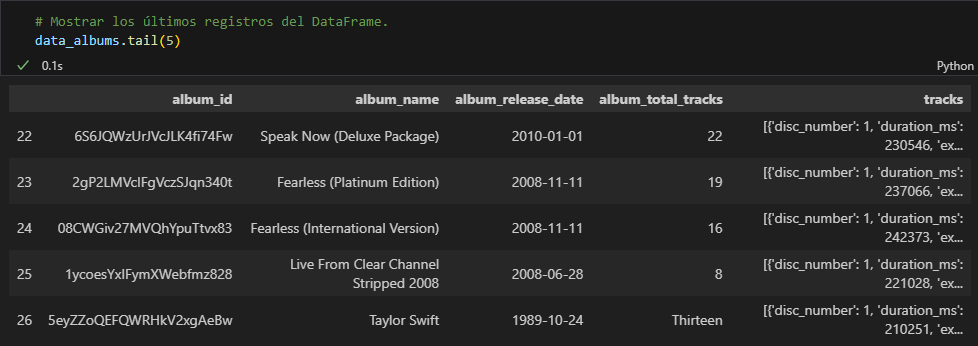 # Mostrar los últimos registros del DataFrame.
data_albums.tail(5)
0.1s Python
album_id album_name album_release_date album_total_tracks tracks
22 6S6JQWzUrJVcJLK4fi74Fw Speak Now (Deluxe Package) 2010-01-01 22 [{'disc_number': 1, 'duration_ms':
230546, 'ex...
23 2gP2LMVcIFgVczSJqn340t Fearless (Platinum Edition) 2008-11-11 19 [{'disc_number': 1, 'duration_ms':
237066, 'ex...
24 08CWGiv27MVQhYpuTtvx83 Fearless (International Version) 2008-11-11 16 [{'disc_number': 1, 'duration_ms':
242373, 'ex...
25 1ycoesYxIFymXWebfmz828 Live From Clear Channel
Stripped 2008 2008-06-28 8 [{'disc_number': 1, 'duration_ms':
221028, 'ex...
26 5eyZZoQEFQWRHkV2xgAeBw Taylor Swift 1989-10-24 Thirteen [{'disc_number': 1, 'duration_ms':
210251, 'ex...